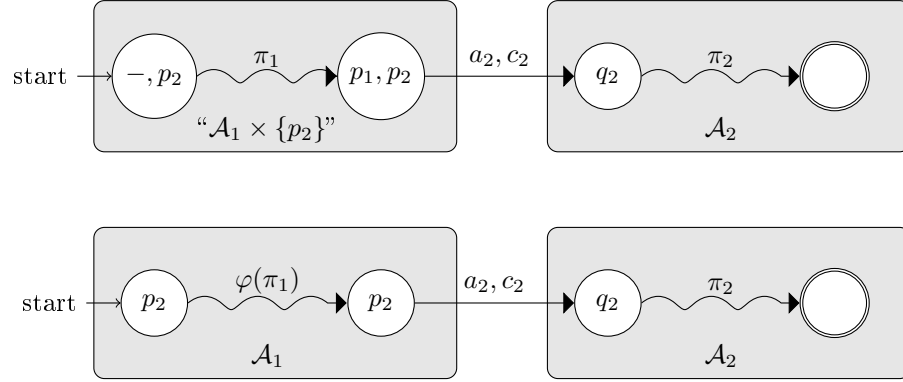 π₁ a₂, c₂ π₂
start −, p₂ p₁, p₂ q₂
“𝒜₁ × {p₂}” 𝒜₂
φ(π₁) a₂, c₂ π₂
start p₂ p₂ q₂
𝒜₁ 𝒜₂